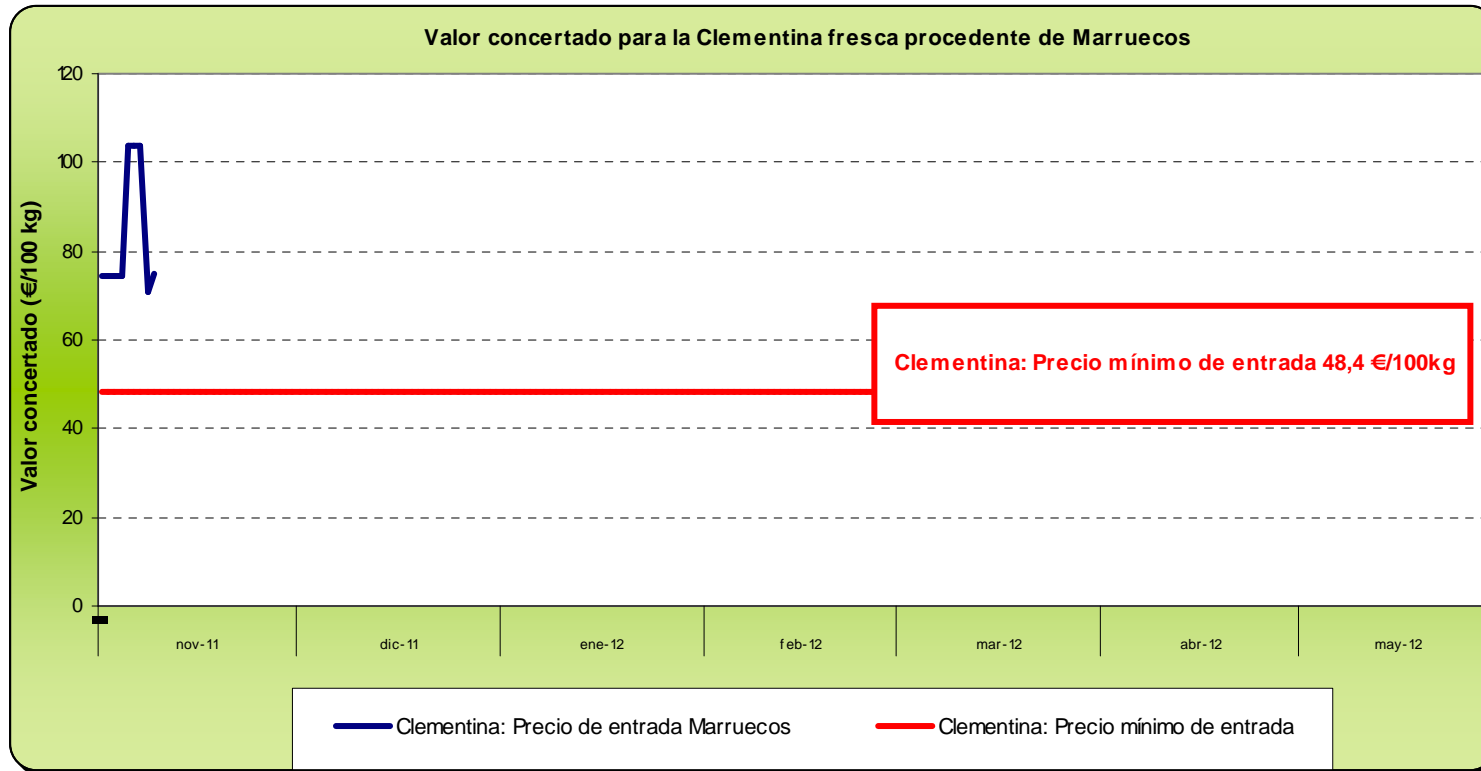 Valor concertado para la Clementina fresca procedente de Marruecos
Valor concertado (€/100 kg)
120
100
80
60
40
20
0
Clementina: Precio mínimo de entrada 48,4 €/100kg
nov-11 dic-11 ene-12 feb-12 mar-12 abr-12 may-12
Clementina: Precio de entrada Marruecos Clementina: Precio mínimo de entrada